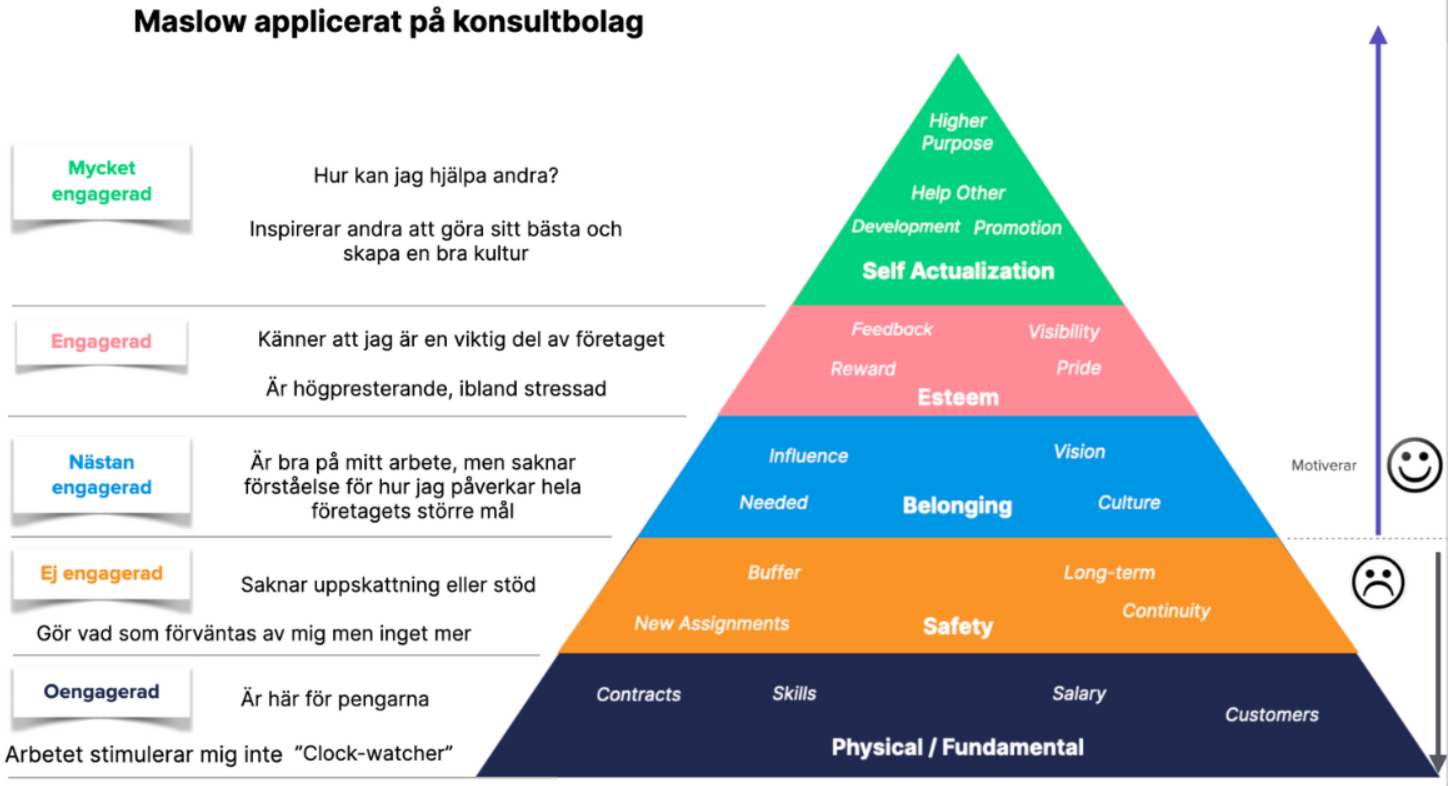 Maslow applicerat på konsultbolag
Mycket
engagerad
Hur kan jag hjälpa andra?
Inspirerar andra att göra sitt bästa och
skapa en bra kultur
Higher
Purpose
Help Other
Development Promotion
Self Actualization
Engagerad
Känner att jag är en viktig del av företaget
Är högpresterande, ibland stressad
Feedback Visibility
Reward Pride
Esteem
Nästan
engagerad
Är bra på mitt arbete, men saknar
förståelse för hur jag påverkar hela
företagets större mål
Influence Vision
Needed Belonging Culture
Motiverar
Ej engagerad
Saknar uppskattning eller stöd
Gör vad som förväntas av mig men inget mer
Buffer Long-term
New Assignments Safety Continuity
Oengagerad
Är här för pengarna
Arbetet stimulerar mig inte ”Clock-watcher”
Contracts Skills Salary Customers
Physical / Fundamental